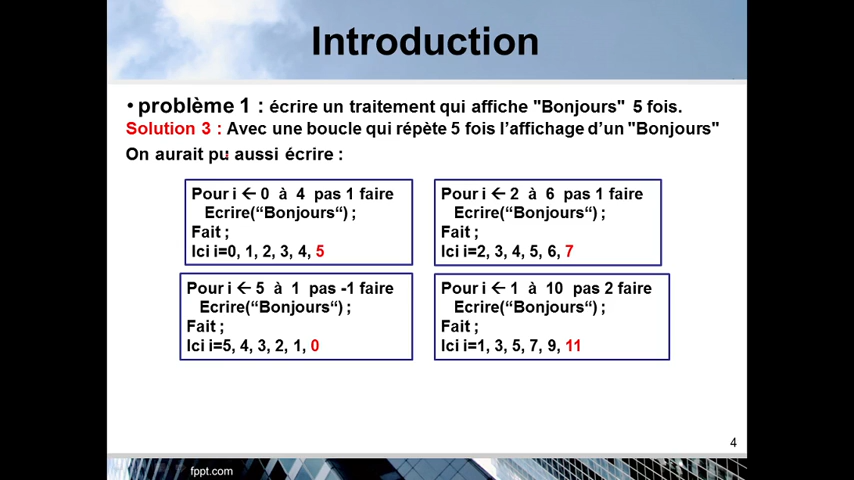 Introduction
• problème 1 : écrire un traitement qui affiche "Bonjours" 5 fois.
Solution 3 : Avec une boucle qui répète 5 fois l’affichage d’un "Bonjours"
On aurait pu aussi écrire :
Pour i ← 0 à 4 pas 1 faire
Ecrire(“Bonjours“) ;
Fait ;
Ici i=0, 1, 2, 3, 4, 5
Pour i ← 2 à 6 pas 1 faire
Ecrire(“Bonjours“) ;
Fait ;
Ici i=2, 3, 4, 5, 6, 7
Pour i ← 5 à 1 pas -1 faire
Ecrire(“Bonjours“) ;
Fait ;
Ici i=5, 4, 3, 2, 1, 0
Pour i ← 1 à 10 pas 2 faire
Ecrire(“Bonjours“) ;
Fait ;
Ici i=1, 3, 5, 7, 9, 11
4
fppt.com